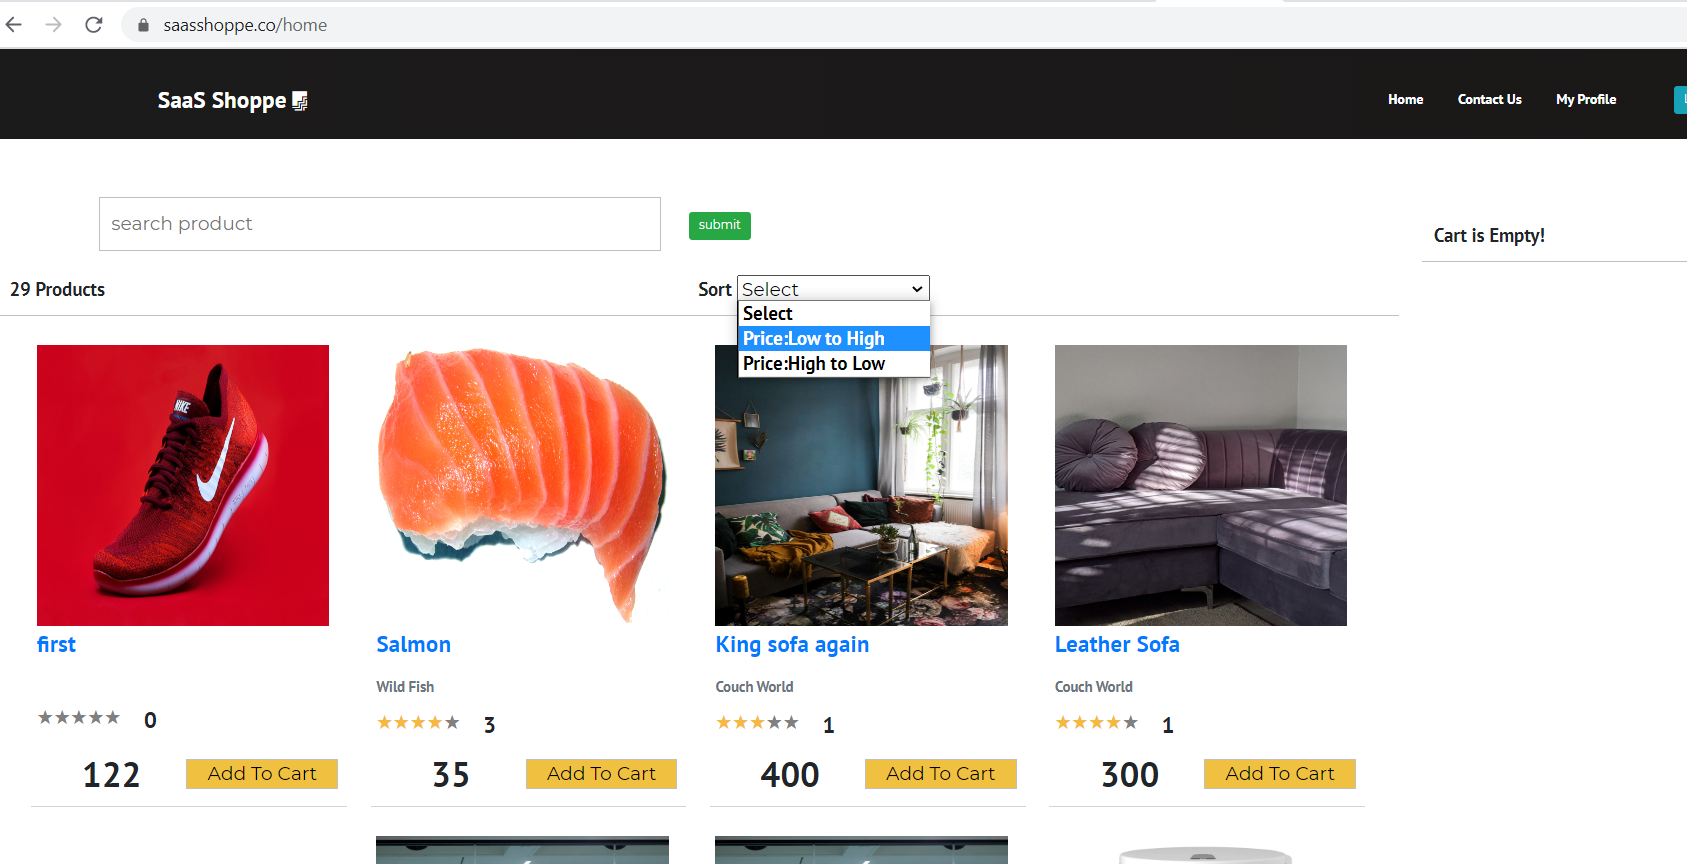 saasshoppe.co/home
SaaS Shoppe
Home Contact Us My Profile
search product
submit
Cart is Empty!
29 Products
Sort Select
Select
Price:Low to High
Price:High to Low
NIKE
first
Salmon
King sofa again
Leather Sofa
Wild Fish
Couch World
Couch World
0
3
1
1
122 Add To Cart
35 Add To Cart
400 Add To Cart
300 Add To Cart